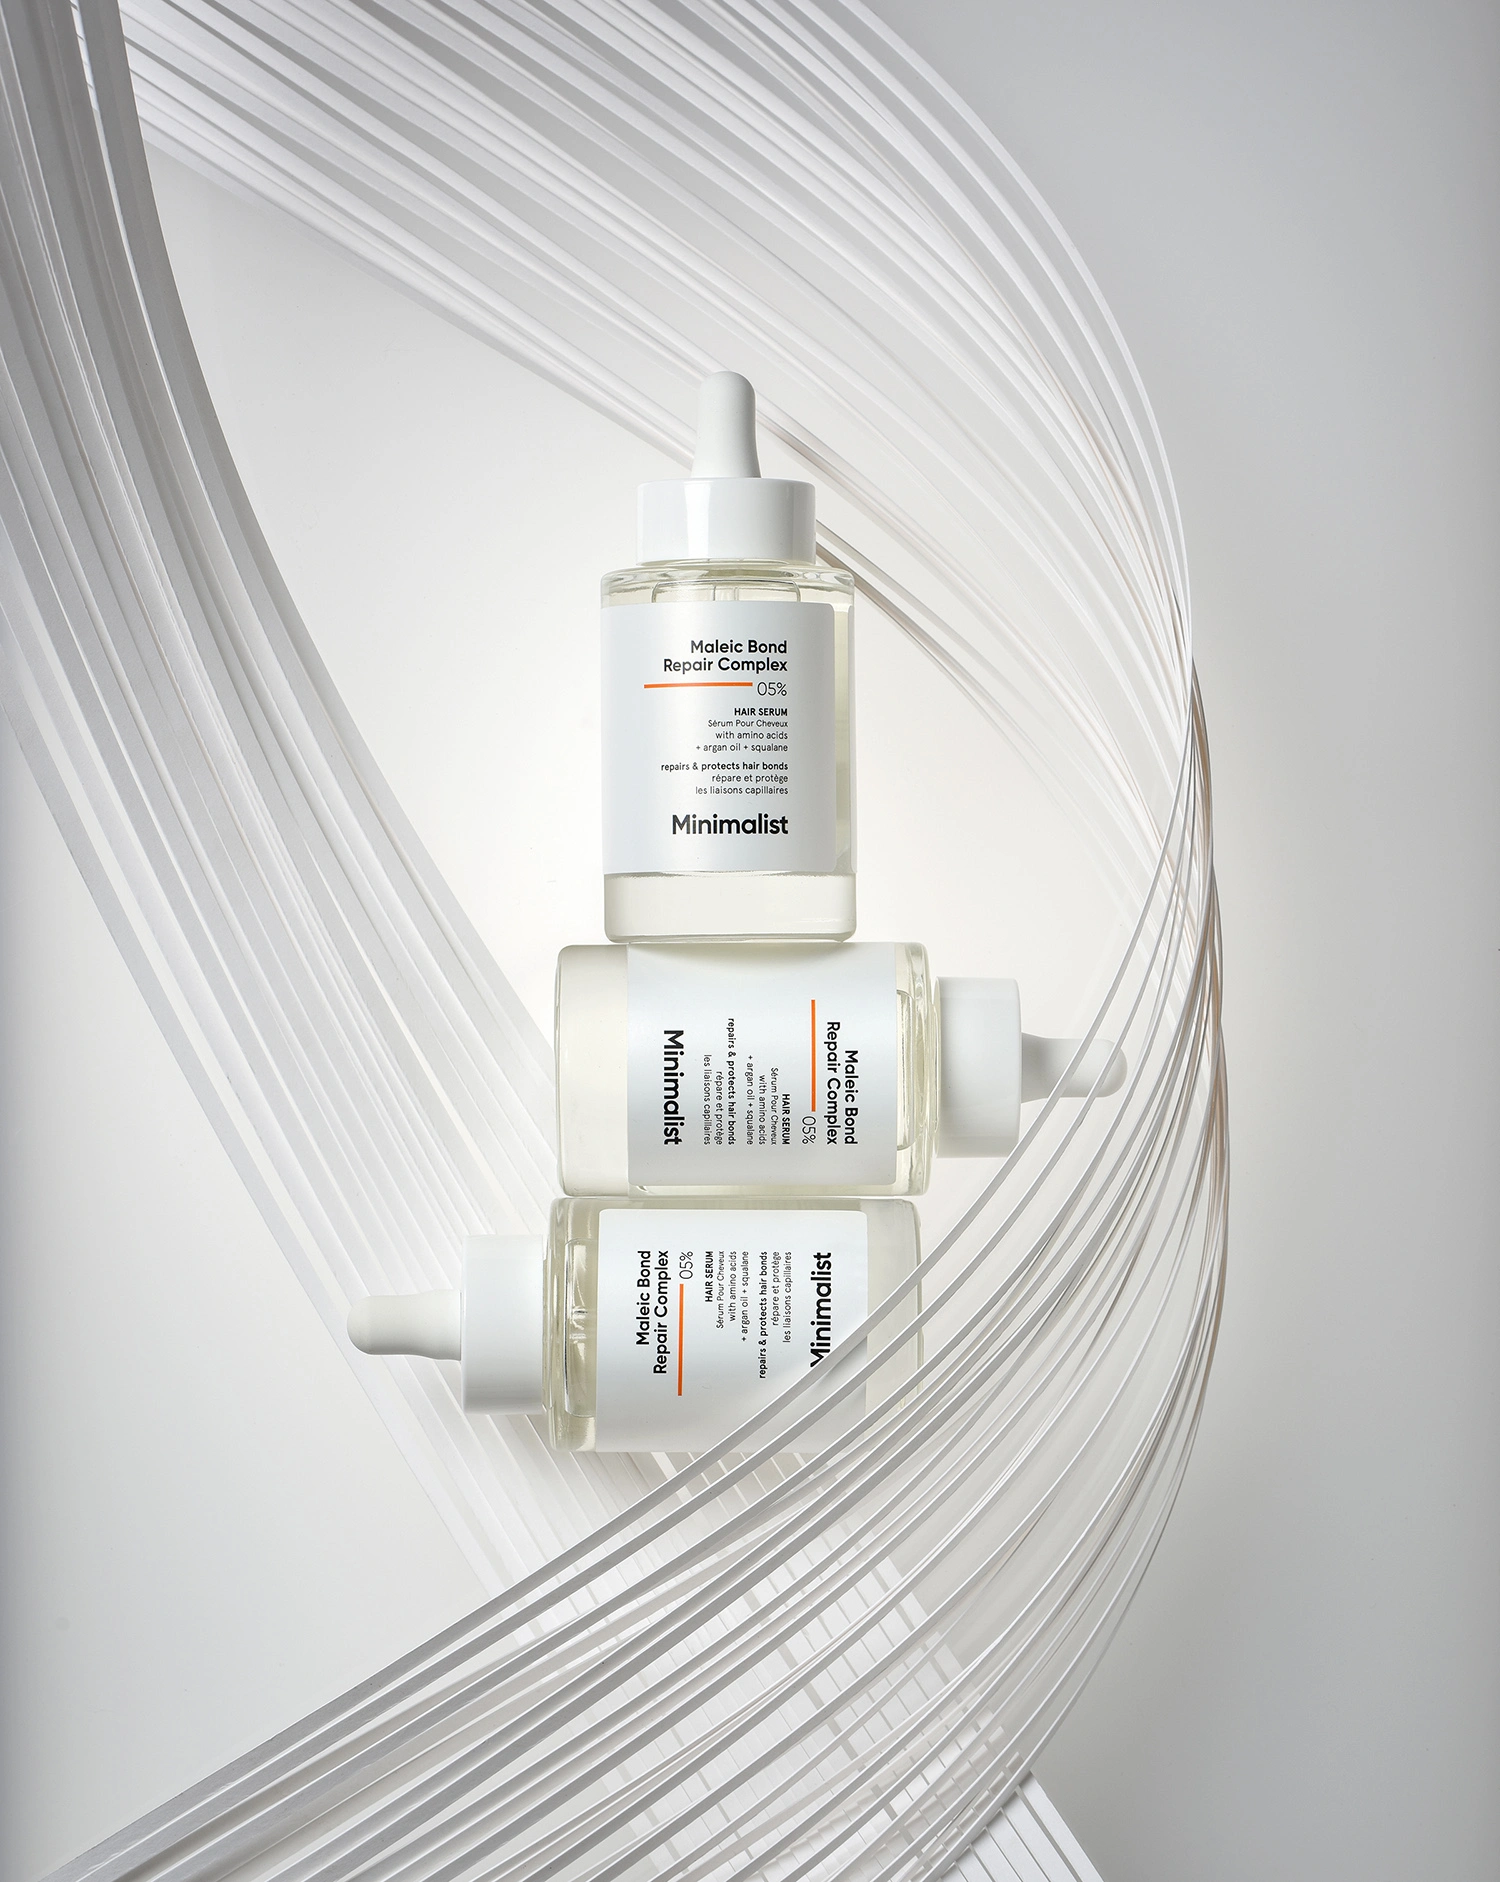 Maleic Bond
Repair Complex
05%
HAIR SERUM
Sérum Pour Cheveux
with amino acids
+ argan oil + squalane
repairs & protects hair bonds
répare et protège
les liaisons capillaires
Minimalist
Maleic Bond
Repair Complex
05%
HAIR SERUM
Sérum Pour Cheveux
with amino acids
+ argan oil + squalane
repairs & protects hair bonds
répare et protège
les liaisons capillaires
Minimalist
Maleic Bond
Repair Complex
05%
HAIR SERUM
Sérum Pour Cheveux
with amino acids
+ argan oil + squalane
repairs & protects hair bonds
répare et protège
les liaisons capillaires
Minimalist